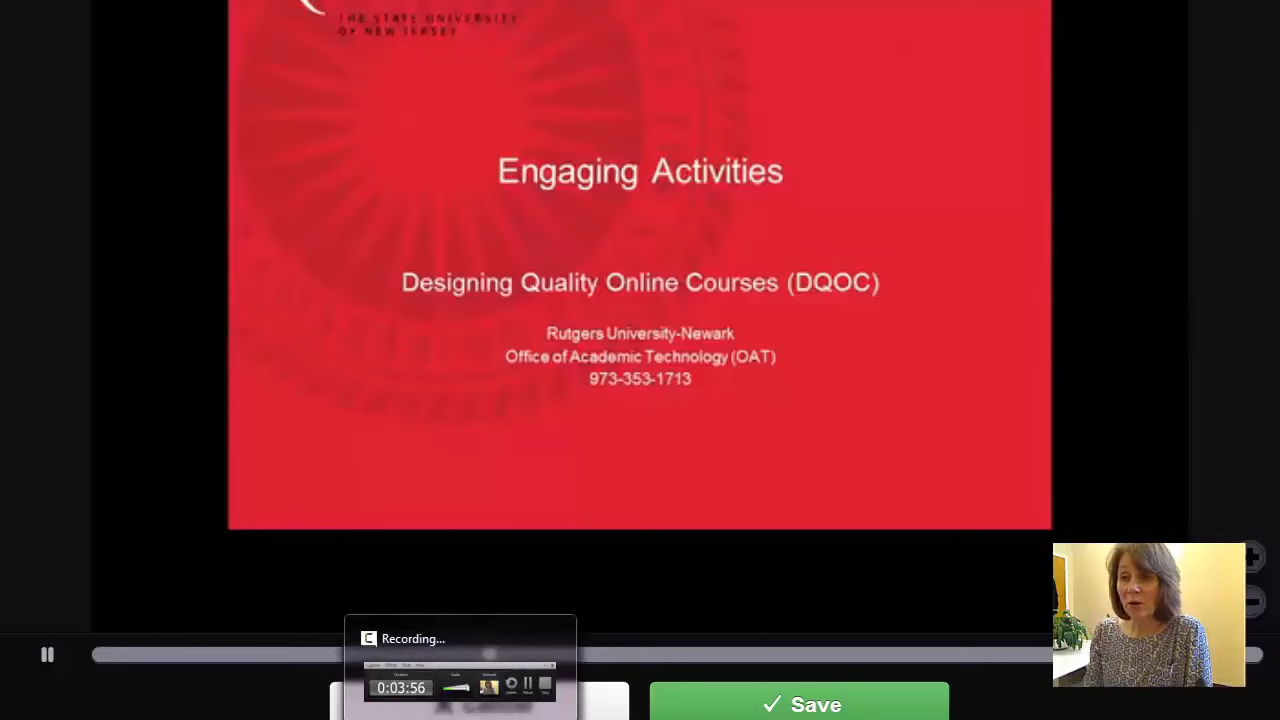 THE STATE UNIVERSITY
OF NEW JERSEY
Engaging Activities
Designing Quality Online Courses (DQOC)
Rutgers University-Newark
Office of Academic Technology (OAT)
973-353-1713
Recording...
0:03:56
Save